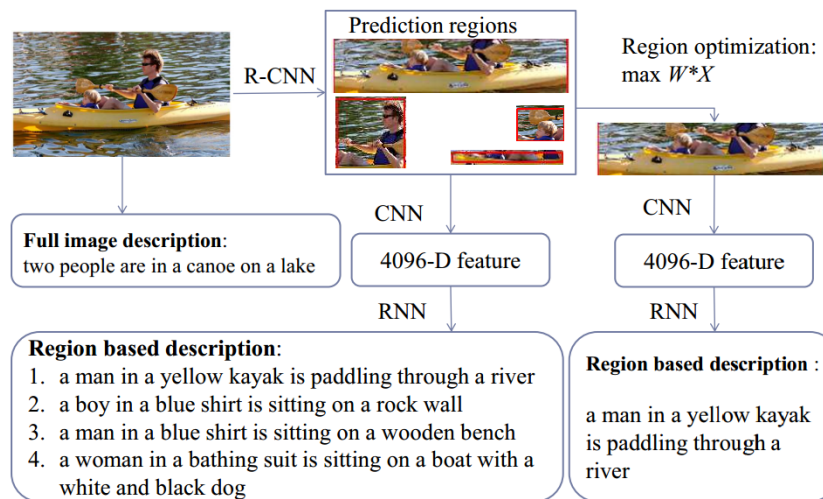 Prediction regions
R-CNN
Region optimization:
max W*X
CNN
CNN
Full image description:
two people are in a canoe on a lake
4096-D feature
4096-D feature
RNN
RNN
Region based description:
1. a man in a yellow kayak is paddling through a river
2. a boy in a blue shirt is sitting on a rock wall
3. a man in a blue shirt is sitting on a wooden bench
4. a woman in a bathing suit is sitting on a boat with a
white and black dog
Region based description :
a man in a yellow kayak
is paddling through a
river